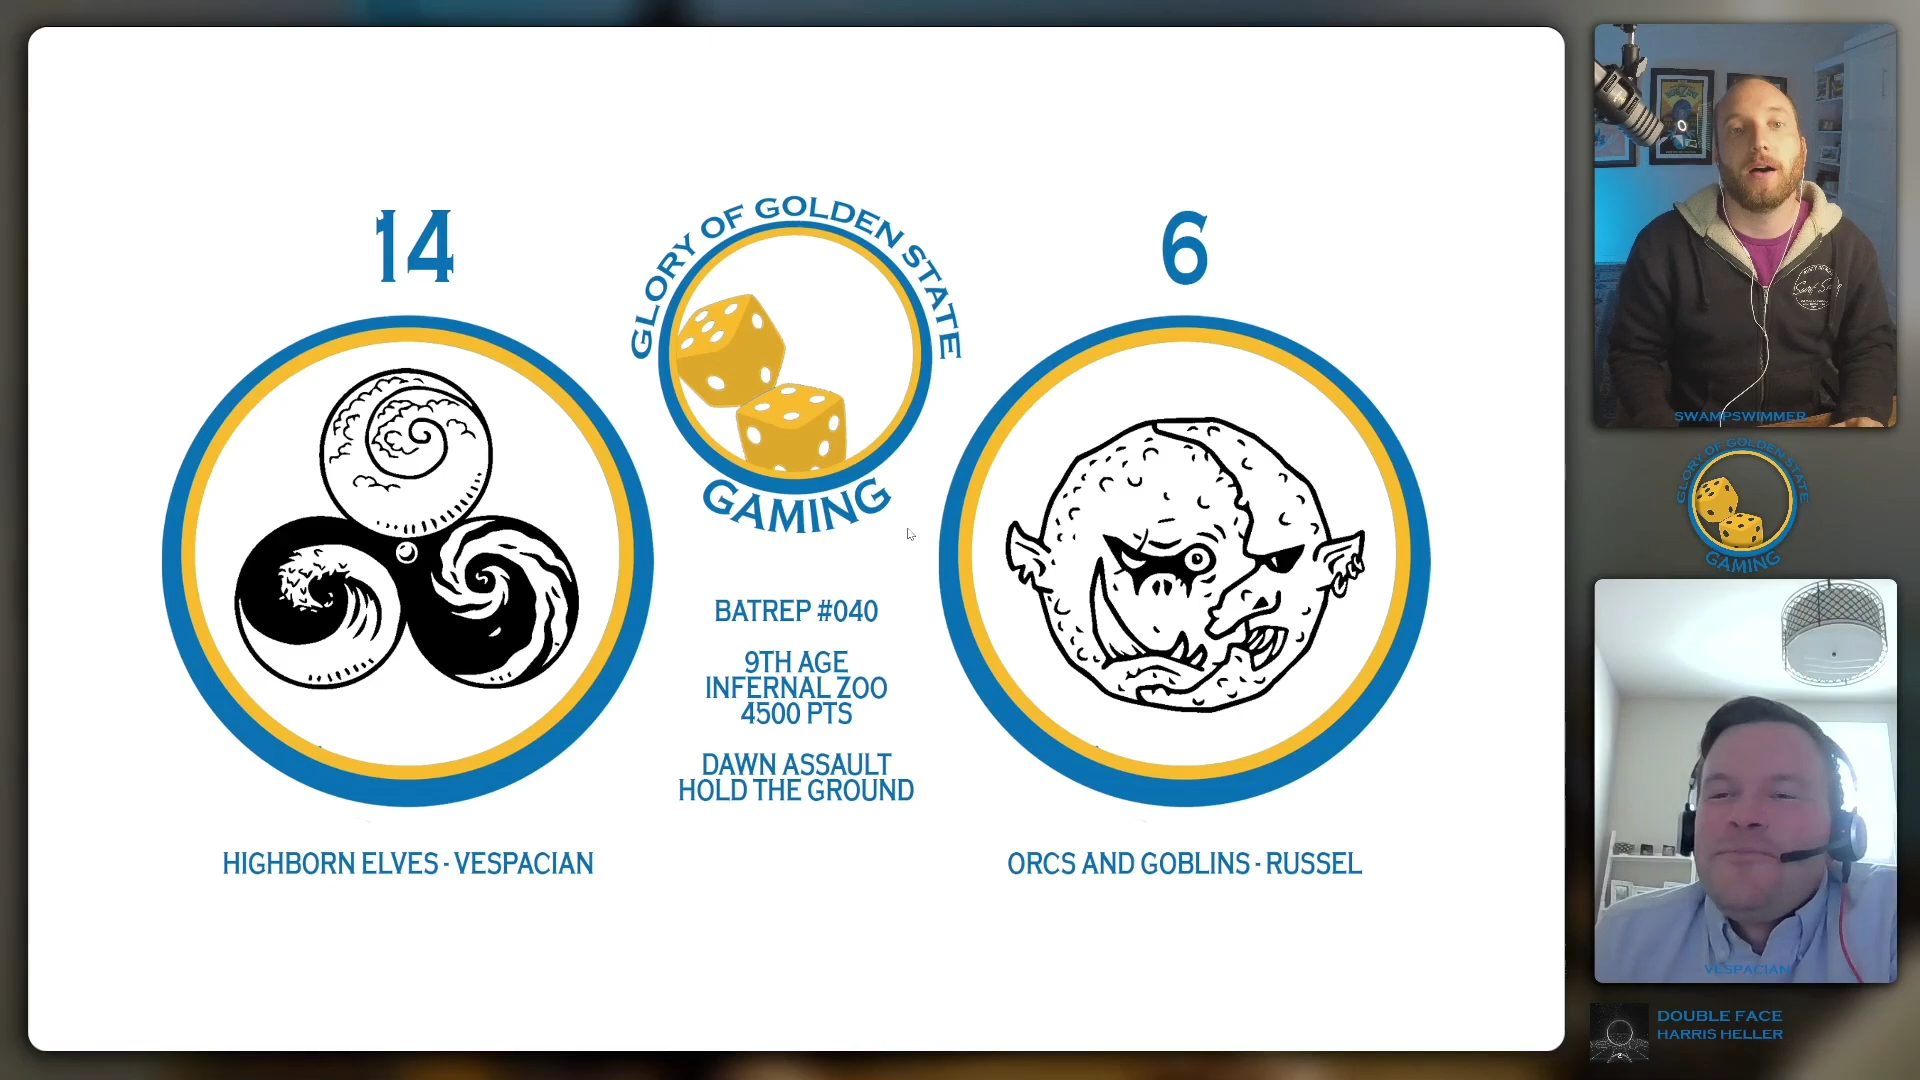 14
GLORY OF GOLDEN STATE
GAMING
6
BATREP #040
9TH AGE
INFERNAL ZOO
4500 PTS
DAWN ASSAULT
HOLD THE GROUND
HIGHBORN ELVES - VESPACIAN
ORCS AND GOBLINS - RUSSEL
SWAMPSWIMMER
GLORY OF GOLDEN STATE
GAMING
VESPACIAN
DOUBLE FACE
HARRIS HELLER